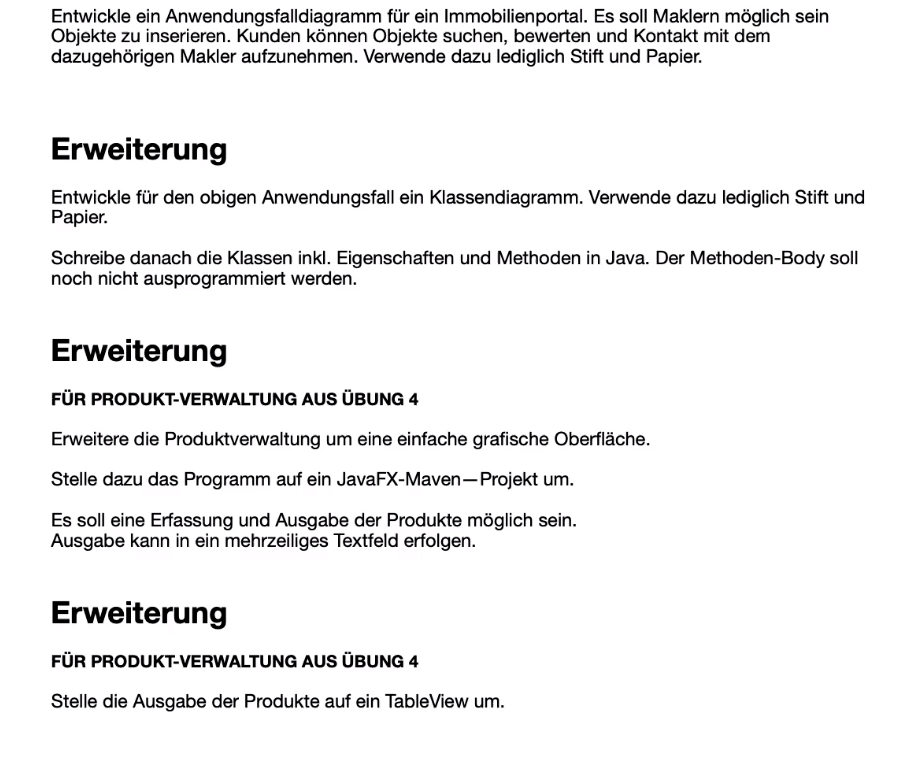 Entwickle ein Anwendungsfalldiagramm für ein Immobilienportal. Es soll Maklern möglich sein
Objekte zu inserieren. Kunden können Objekte suchen, bewerten und Kontakt mit dem
dazugehörigen Makler aufzunehmen. Verwende dazu lediglich Stift und Papier.
Erweiterung
Entwickle für den obigen Anwendungsfall ein Klassendiagramm. Verwende dazu lediglich Stift und
Papier.
Schreibe danach die Klassen inkl. Eigenschaften und Methoden in Java. Der Methoden-Body soll
noch nicht ausprogrammiert werden.
Erweiterung
FÜR PRODUKT-VERWALTUNG AUS ÜBUNG 4
Erweitere die Produktverwaltung um eine einfache grafische Oberfläche.
Stelle dazu das Programm auf ein JavaFX-Maven—Projekt um.
Es soll eine Erfassung und Ausgabe der Produkte möglich sein.
Ausgabe kann in ein mehrzeiliges Textfeld erfolgen.
Erweiterung
FÜR PRODUKT-VERWALTUNG AUS ÜBUNG 4
Stelle die Ausgabe der Produkte auf ein TableView um.